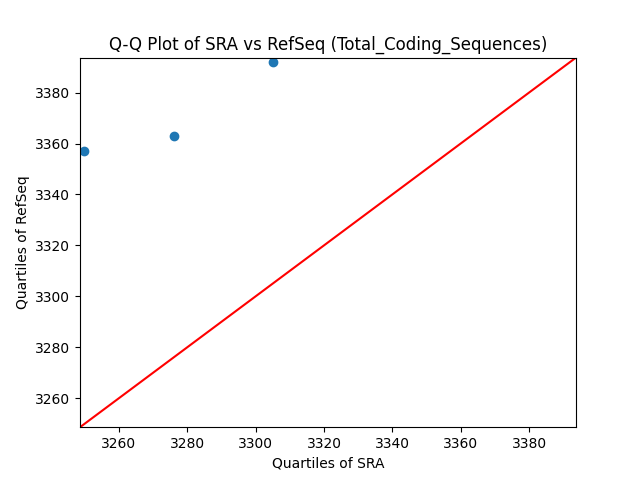 Q-Q Plot of SRA vs RefSeq (Total_Coding_Sequences)
Quartiles of RefSeq
3380
3360
3340
3320
3300
3280
3260
3260 3280 3300 3320 3340 3360 3380
Quartiles of SRA